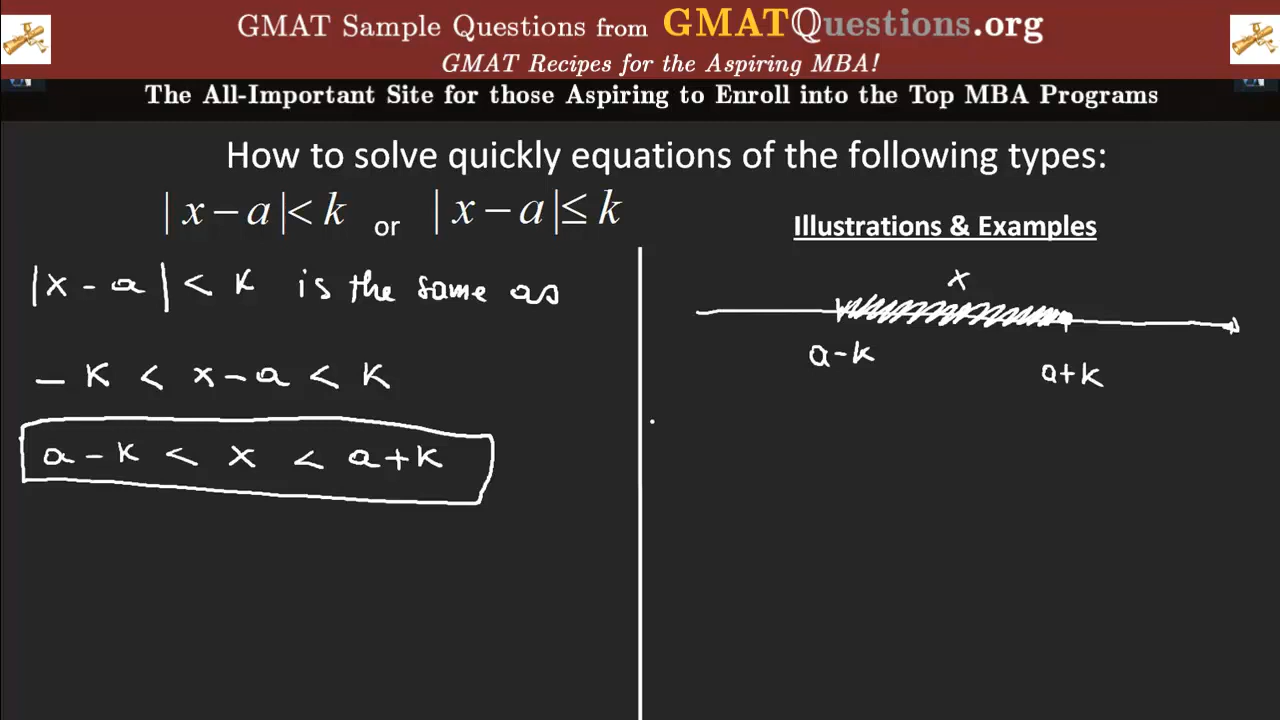 GMAT Sample Questions from GMATQuestions.org
GMAT Recipes for the Aspiring MBA!
The All-Important Site for those Aspiring to Enroll into the Top MBA Programs
How to solve quickly equations of the following types:
| x − a |< k or | x − a |≤ k
|x - a| < k is the same as
- k < x - a < k
a - k < x < a + k
Illustrations & Examples
x
a - k
a + k